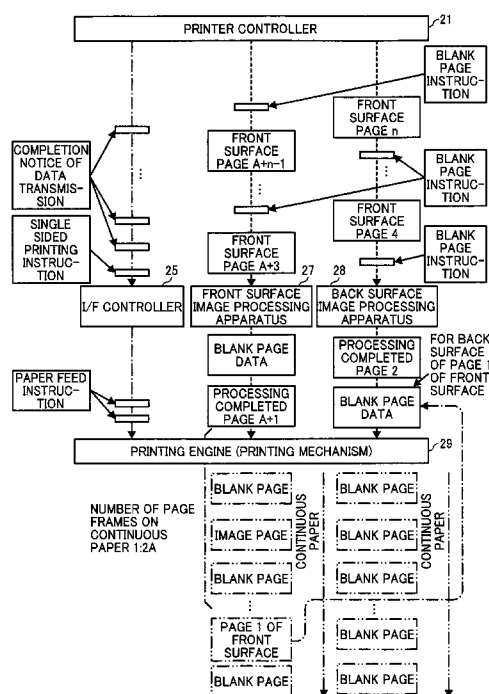 PRINTER CONTROLLER
21
BLANK
PAGE
INSTRUC-
TION
FRONT
SURFACE
PAGE n
FRONT
SURFACE
PAGE A+n-1
COMPLETION
NOTICE OF
DATA
TRANSMIS-
SION
BLANK
PAGE
INSTRUC-
TION
SINGLE
SIDED
PRINTING
INSTRUC-
TION
FRONT
SURFACE
PAGE 4
FRONT
SURFACE
PAGE A+3
BLANK
PAGE
INSTRUC-
TION
25
27
28
I/F CONTROLLER
FRONT SURFACE
IMAGE PROCESSING
APPARATUS
BACK SURFACE
IMAGE PROCESSING
APPARATUS
FOR BACK
SURFACE
OF PAGE 1
OF FRONT
SURFACE
BLANK PAGE
DATA
PROCESSING
COMPLETED
PAGE 2
PAPER FEED
INSTRUC-
TION
PROCESSING
COMPLETED
PAGE A+1
BLANK PAGE
DATA
PRINTING ENGINE (PRINTING MECHANISM)
29
NUMBER OF PAGE
FRAMES ON
CONTINUOUS
PAPER 1:2A
BLANK PAGE
IMAGE PAGE
BLANK PAGE
PAGE 1 OF
FRONT
SURFACE
BLANK PAGE
CONTINUOUS
PAPER
BLANK PAGE
BLANK PAGE
BLANK PAGE
BLANK PAGE
BLANK PAGE
CONTINUOUS
PAPER